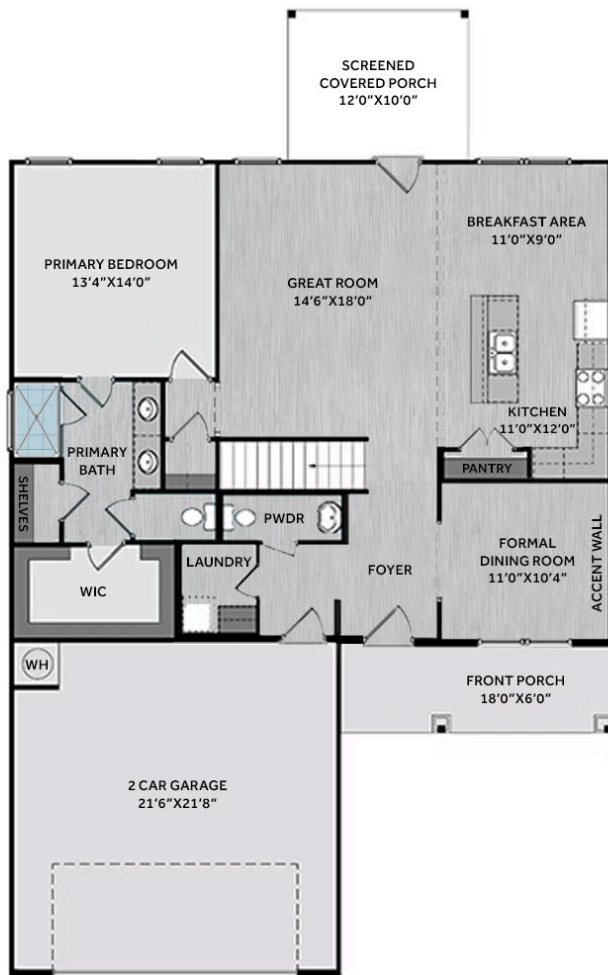 SCREENED
COVERED PORCH
12'0"X10'0"
PRIMARY BEDROOM
13'4"X14'0"
GREAT ROOM
14'6"X18'0"
BREAKFAST AREA
11'0"X9'0"
KITCHEN
11'0"X12'0"
PRIMARY
BATH
PANTRY
SHELVES
PWDR
LAUNDRY
FOYER
FORMAL
DINING ROOM
11'0"X10'4"
ACCENT WALL
WIC
WH
FRONT PORCH
18'0"X6'0"
2 CAR GARAGE
21'6"X21'8"